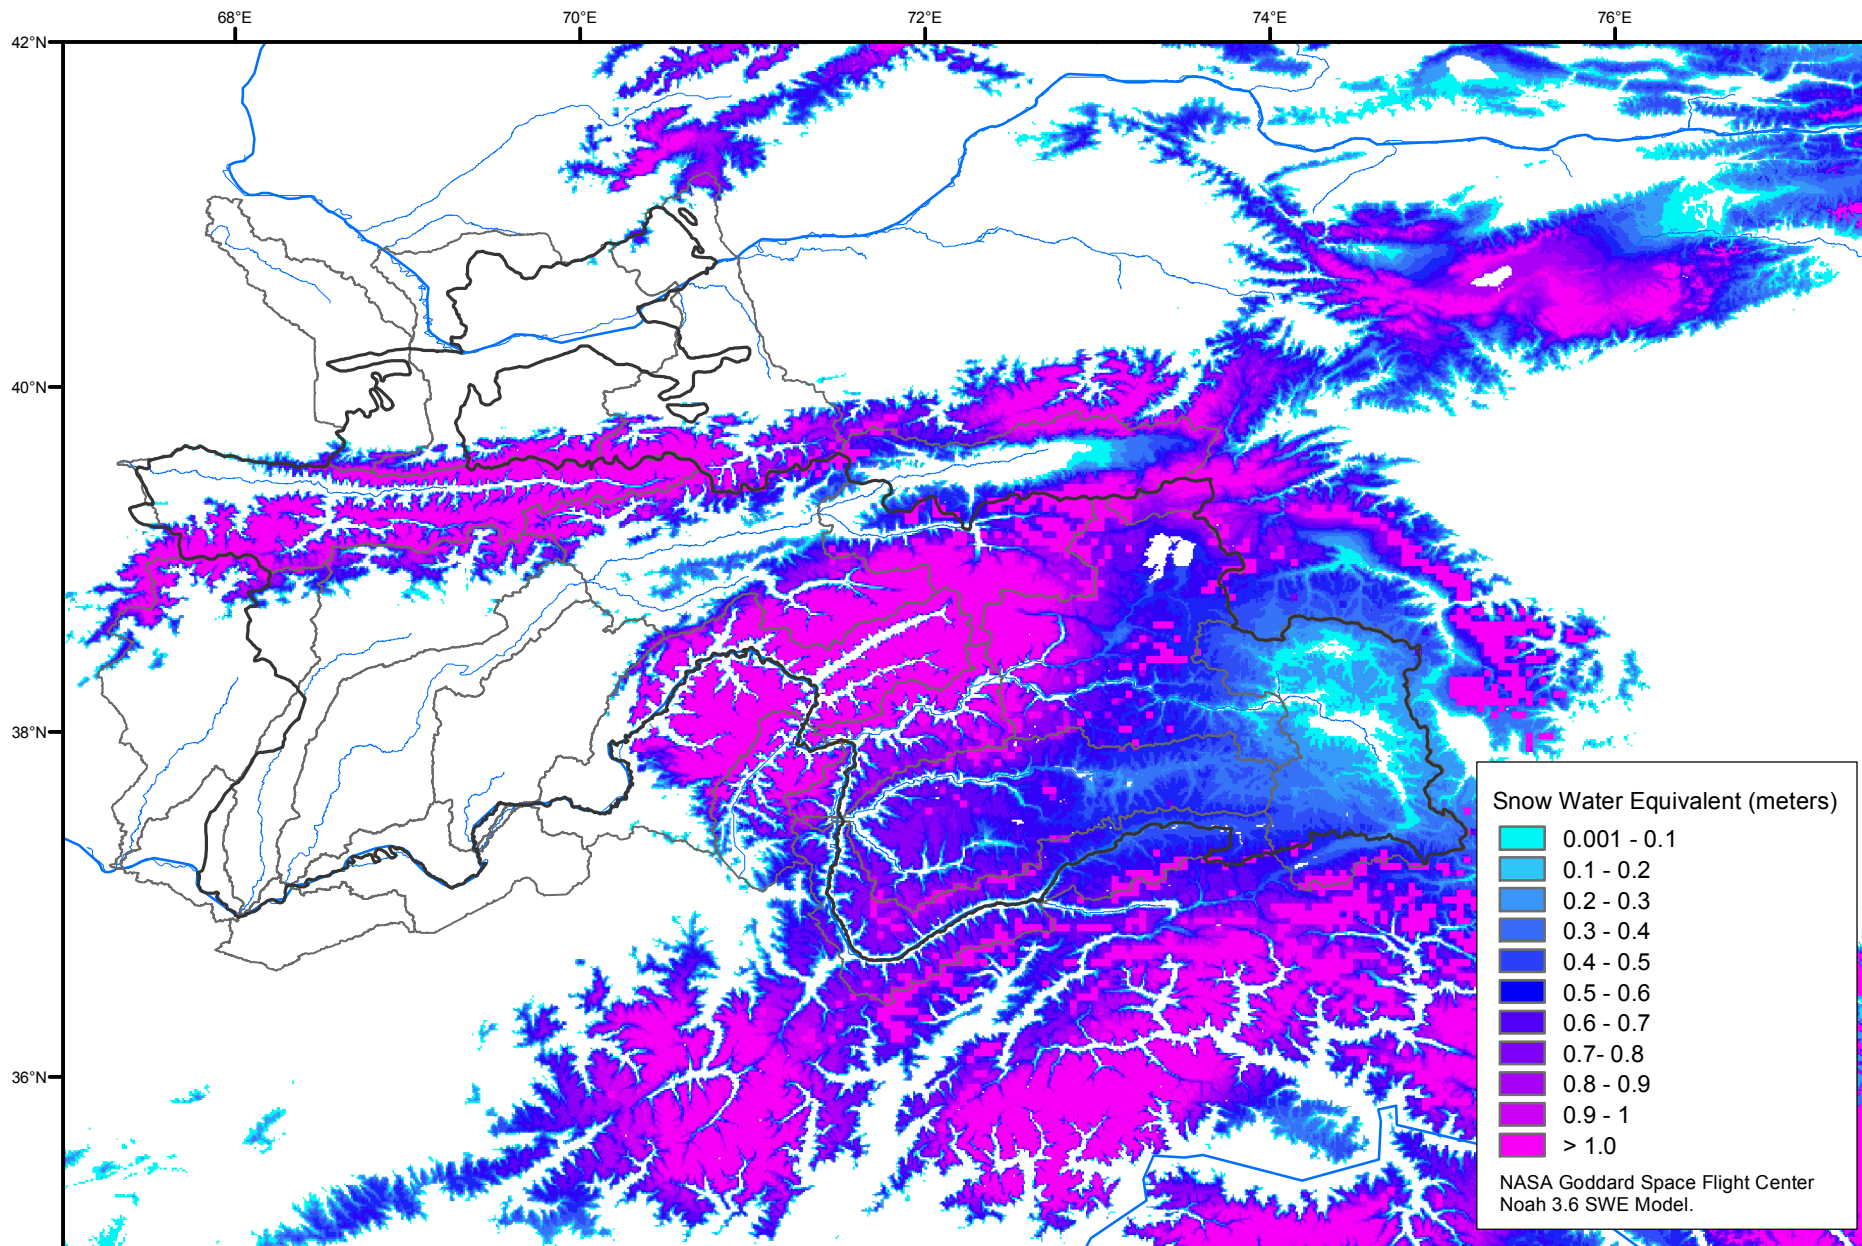 68°E 70°E 72°E 74°E 76°E
42°N
40°N
38°N
36°N
Snow Water Equivalent (meters)
0.001 - 0.1
0.1 - 0.2
0.2 - 0.3
0.3 - 0.4
0.4 - 0.5
0.5 - 0.6
0.6 - 0.7
0.7- 0.8
0.8 - 0.9
0.9 - 1
> 1.0
NASA Goddard Space Flight Center
Noah 3.6 SWE Model.